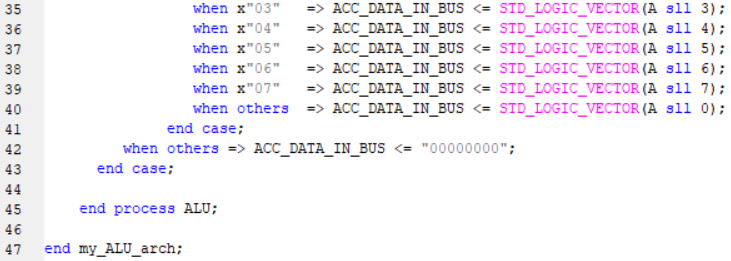 35 when x"03" => ACC_DATA_IN_BUS <= STD_LOGIC_VECTOR(A sll 3);
36 when x"04" => ACC_DATA_IN_BUS <= STD_LOGIC_VECTOR(A sll 4);
37 when x"05" => ACC_DATA_IN_BUS <= STD_LOGIC_VECTOR(A sll 5);
38 when x"06" => ACC_DATA_IN_BUS <= STD_LOGIC_VECTOR(A sll 6);
39 when x"07" => ACC_DATA_IN_BUS <= STD_LOGIC_VECTOR(A sll 7);
40 when others => ACC_DATA_IN_BUS <= STD_LOGIC_VECTOR(A sll 0);
41 end case;
42 when others => ACC_DATA_IN_BUS <= "00000000";
43 end case;
44
45 end process ALU;
46
47 end my_ALU_arch;